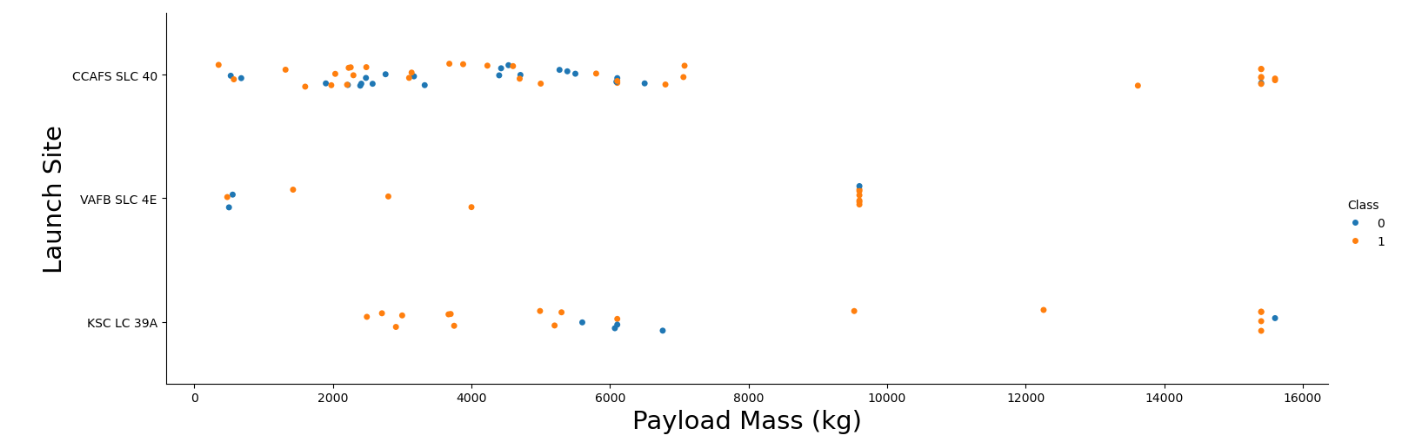 Launch Site
CCAFS SLC 40
VAFB SLC 4E
KSC LC 39A
0 2000 4000 6000 8000 10000 12000 14000 16000
Payload Mass (kg)
Class
0
1